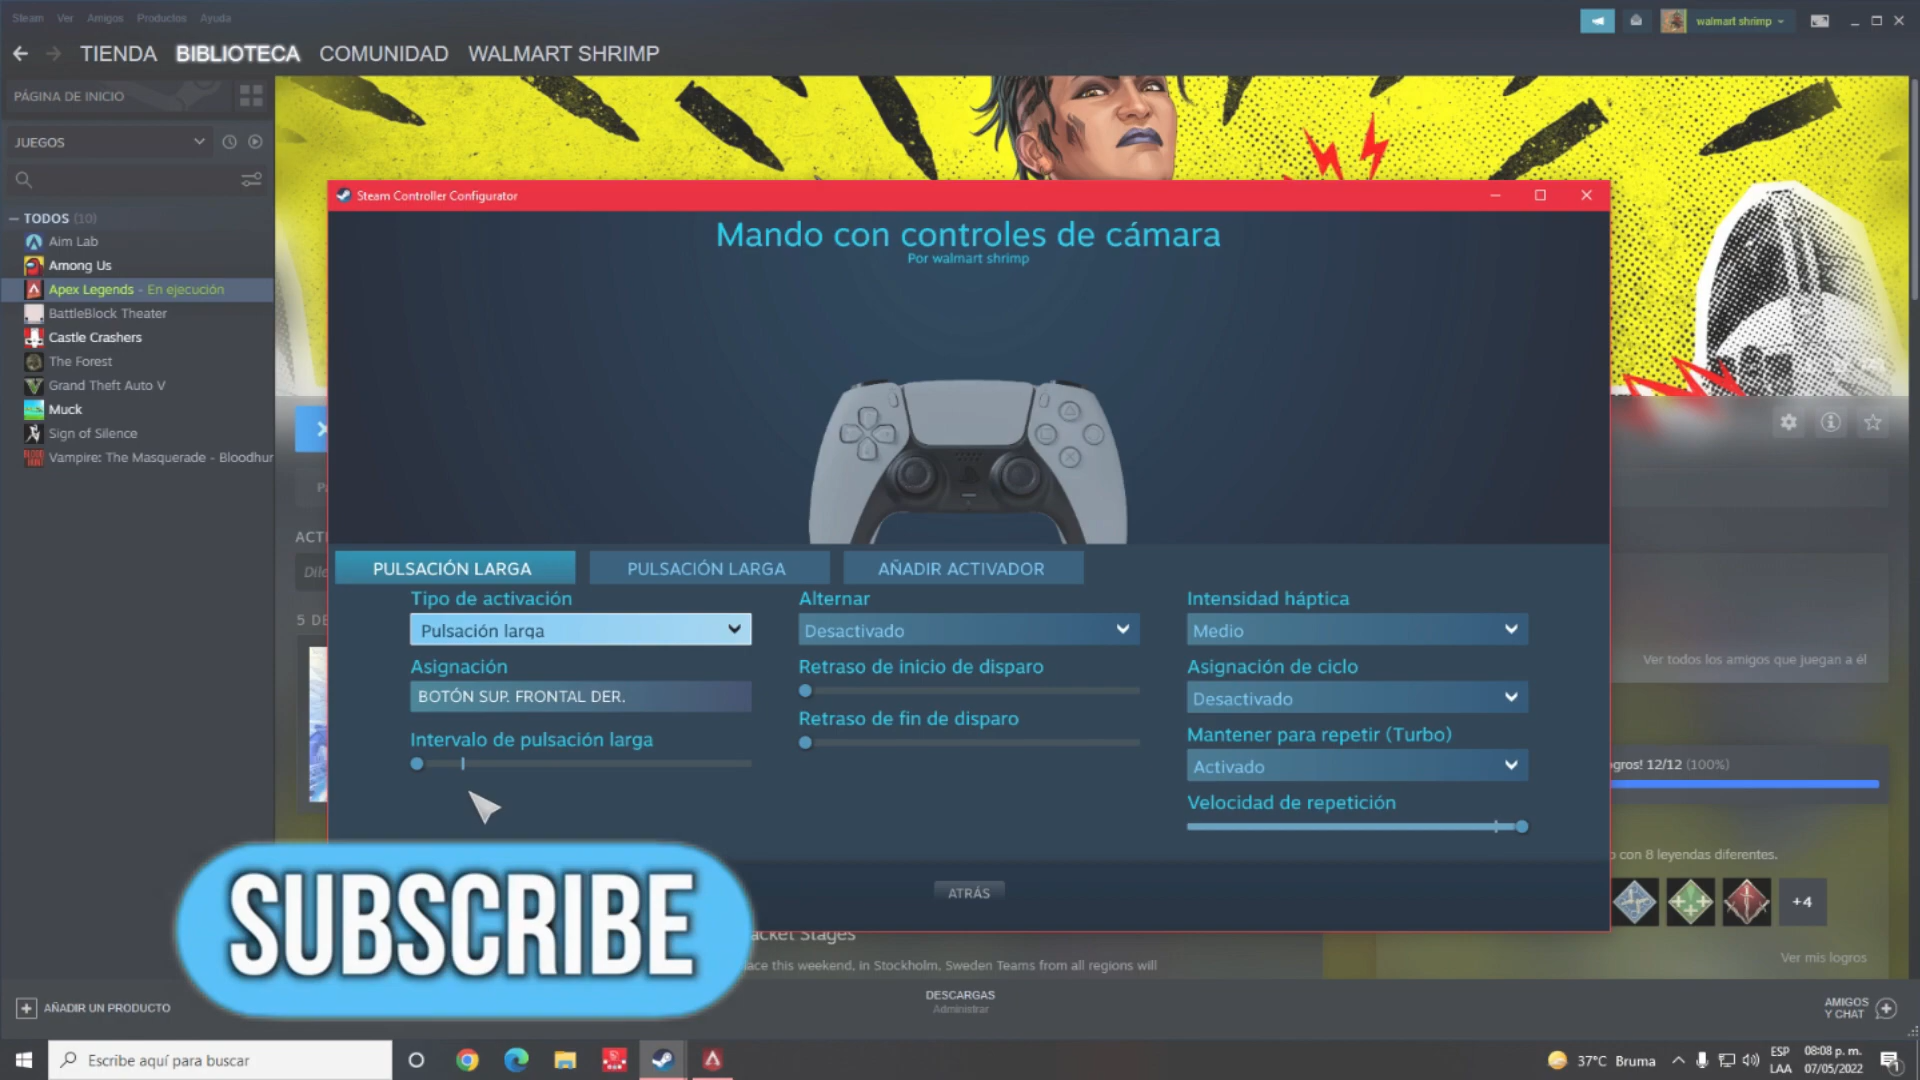 Steam Ver Amigos Productos Ayuda
walmart shrimp
TIENDA BIBLIOTECA COMUNIDAD WALMART SHRIMP
PÁGINA DE INICIO
JUEGOS
TODOS (10)
Aim Lab
Among Us
Apex Legends - En ejecución
BattleBlock Theater
Castle Crashers
The Forest
Grand Theft Auto V
Muck
Sign of Silence
Vampire: The Masquerade - Bloodhun
Steam Controller Configurator
Mando con controles de cámara
Por walmart shrimp
PULSACIÓN LARGA PULSACIÓN LARGA AÑADIR ACTIVADOR
Tipo de activación
Pulsación larga
Asignación
BOTÓN SUP. FRONTAL DER.
Intervalo de pulsación larga
Alternar
Desactivado
Retraso de inicio de disparo
Retraso de fin de disparo
Intensidad háptica
Medio
Asignación de ciclo
Desactivado
Mantener para repetir (Turbo)
Activado
Velocidad de repetición
ATRÁS
ACTI
5 DE
Ver todos los amigos que juegan a él
ogros! 12/12 (100%)
o con 8 leyendas diferentes.
+4
Ver mis logros
SUBSCRIBE
acket Stages
lace this weekend, in Stockholm, Sweden Teams from all regions will
AÑADIR UN PRODUCTO
DESCARGAS
Administrar
AMIGOS
Y CHAT
Escribe aquí para buscar
37°C Bruma
ESP
LAA
08:08 p. m.
07/05/2022
1